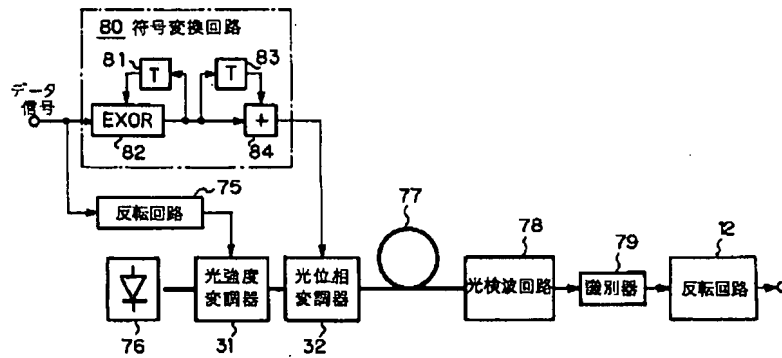 80 符号変換回路
81
83
T
T
データ
信号
EXOR
+
82
84
75
反転回路
77
78
79
12
光強度
変調器
光位相
変調器
光検波回路
識別器
反転回路
76
31
32